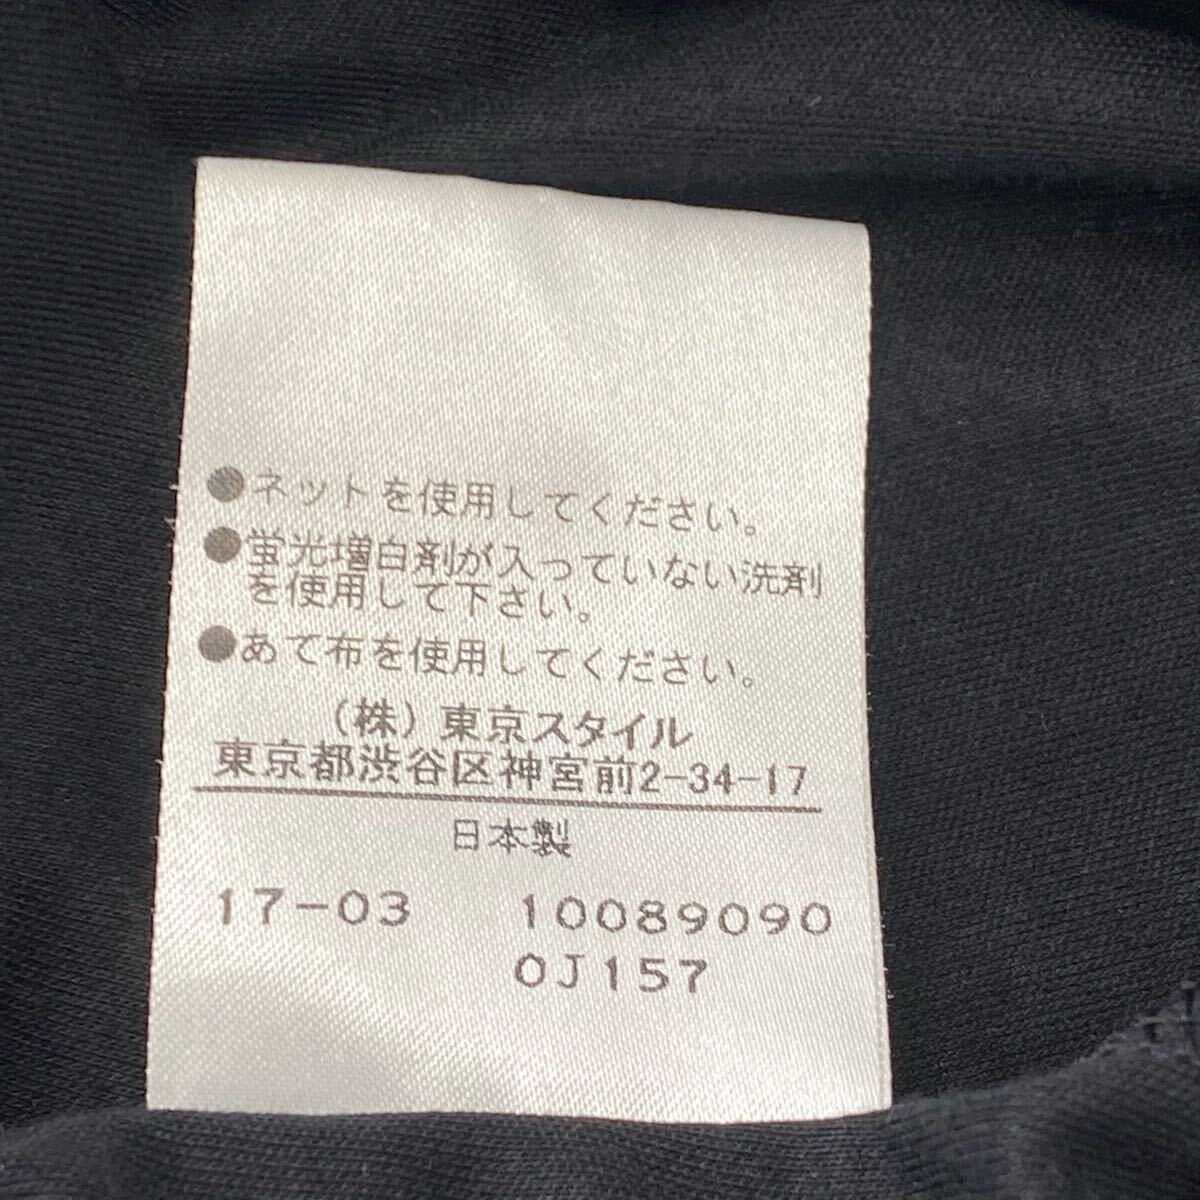 ●ネットを使用してください。
●蛍光増白剤が入っていない洗剤
を使用して下さい。
●あて布を使用してください。
(株)東京スタイル
東京都渋谷区神宮前2-34-17
日本製
17-03 10089090
0J157